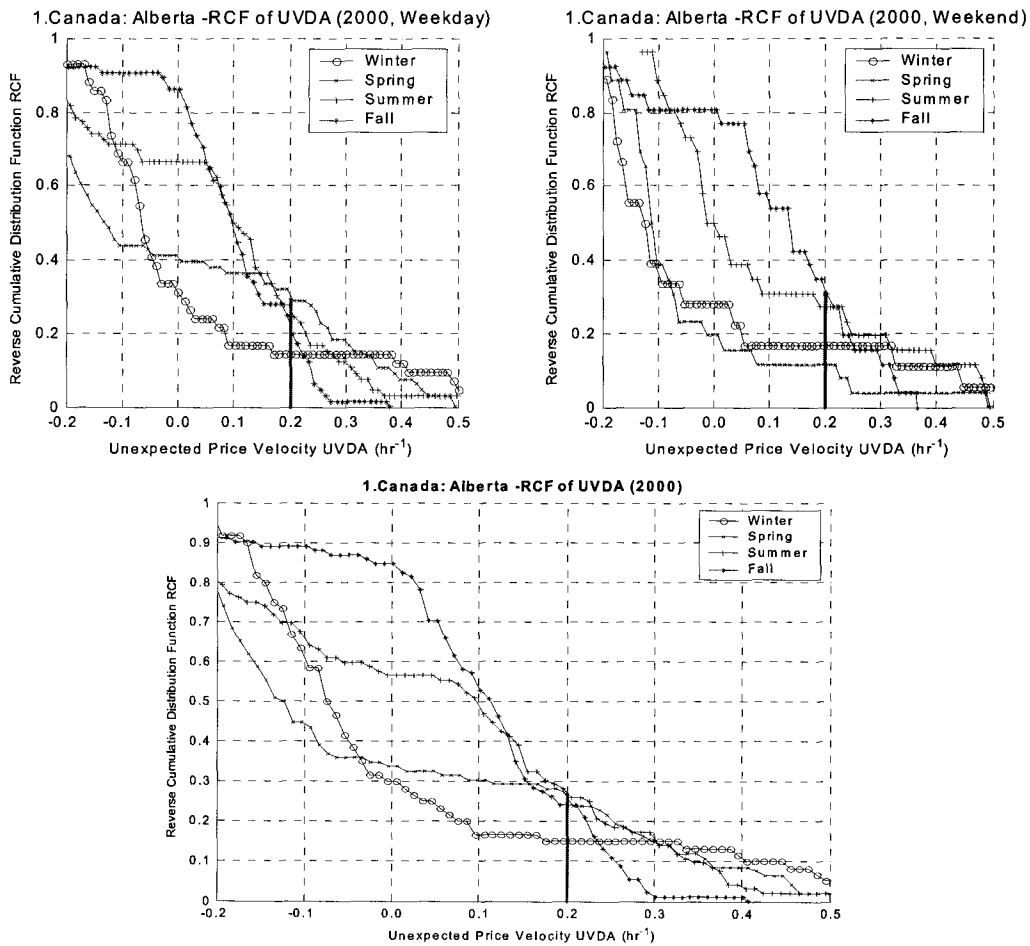 1.Canada: Alberta -RCF of UVDA (2000, Weekday)
Reverse Cumulative Distribution Function RCF
1
0.8
0.6
0.4
0.2
0
-0.2 -0.1 0.0 0.1 0.2 0.3 0.4 0.5
Unexpected Price Velocity UVDA (hr-1)
Winter
Spring
Summer
Fall
1.Canada: Alberta -RCF of UVDA (2000, Weekend)
Reverse Cumulative Distribution Function RCF
1
0.8
0.6
0.4
0.2
0
-0.2 -0.1 0.0 0.1 0.2 0.3 0.4 0.5
Unexpected Price Velocity UVDA (hr-1)
Winter
Spring
Summer
Fall
1.Canada: Alberta -RCF of UVDA (2000)
Reverse Cumulative Distribution Function RCF
1
0.9
0.8
0.7
0.6
0.5
0.4
0.3
0.2
0.1
0
-0.2 -0.1 0.0 0.1 0.2 0.3 0.4 0.5
Unexpected Price Velocity UVDA (hr-1)
Winter
Spring
Summer
Fall